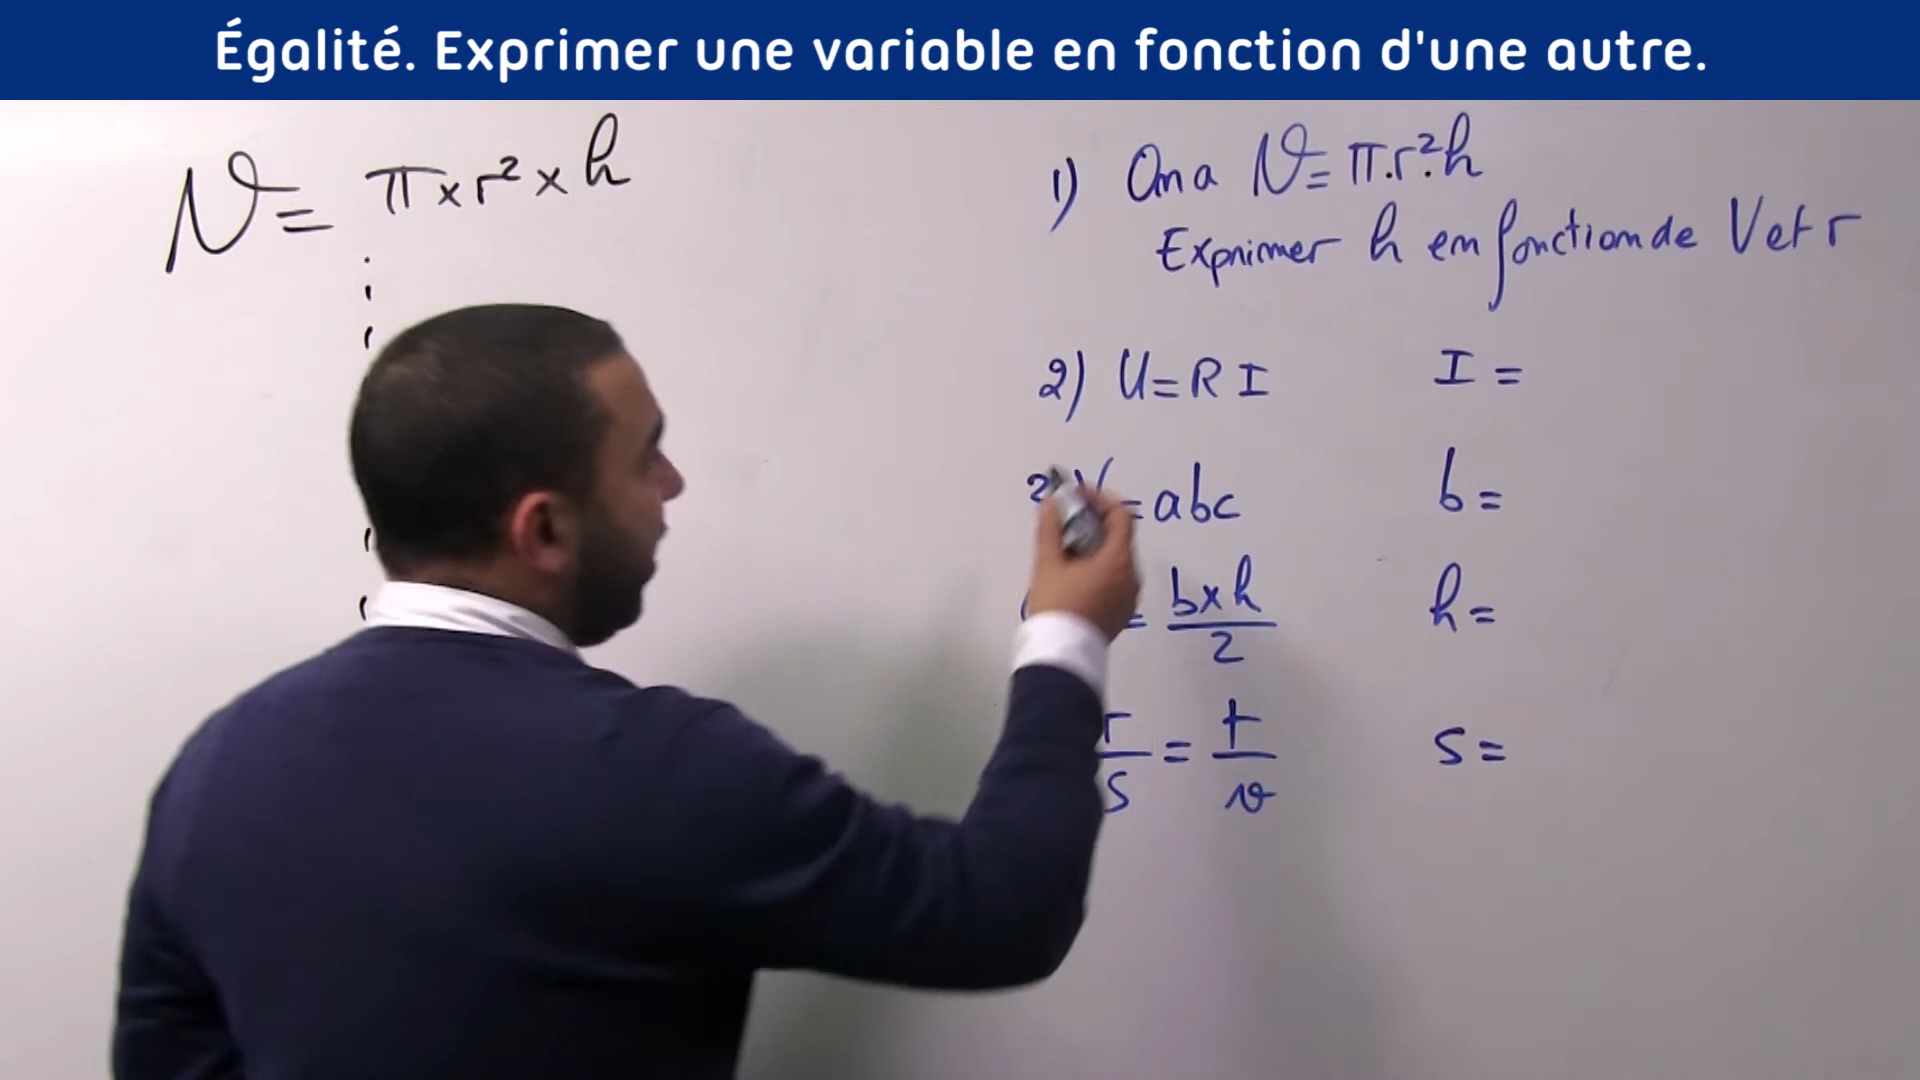 Égalité. Exprimer une variable en fonction d'une autre.
V = π × r² × h
1) On a V = π.r².h
Exprimer h en fonction de V et r
2) U = R I
I =
V = abc
b =
= b×h / 2
h =
r / s = t / v
s =